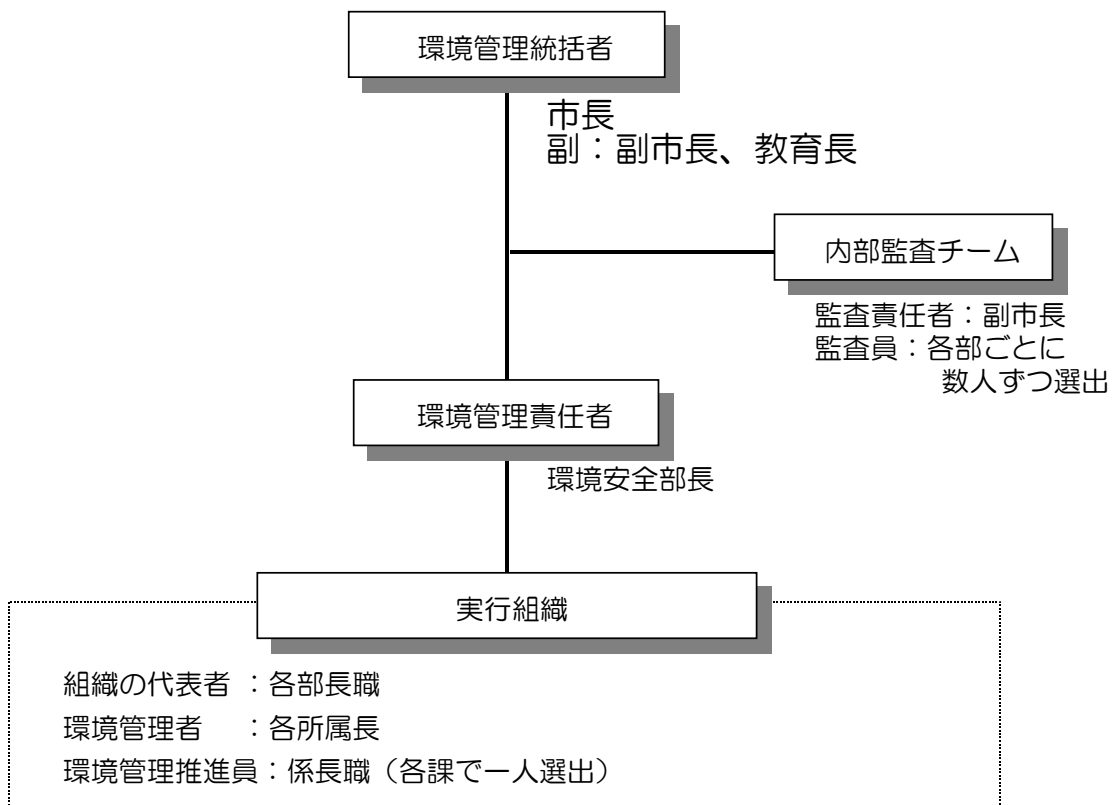 環境管理統括者
市長
副：副市長、教育長
内部監査チーム
監査責任者：副市長
監査員：各部ごとに
数人ずつ選出
環境管理責任者
環境安全部長
実行組織
組織の代表者 ：各部長職
環境管理者 ：各所属長
環境管理推進員：係長職（各課で一人選出）